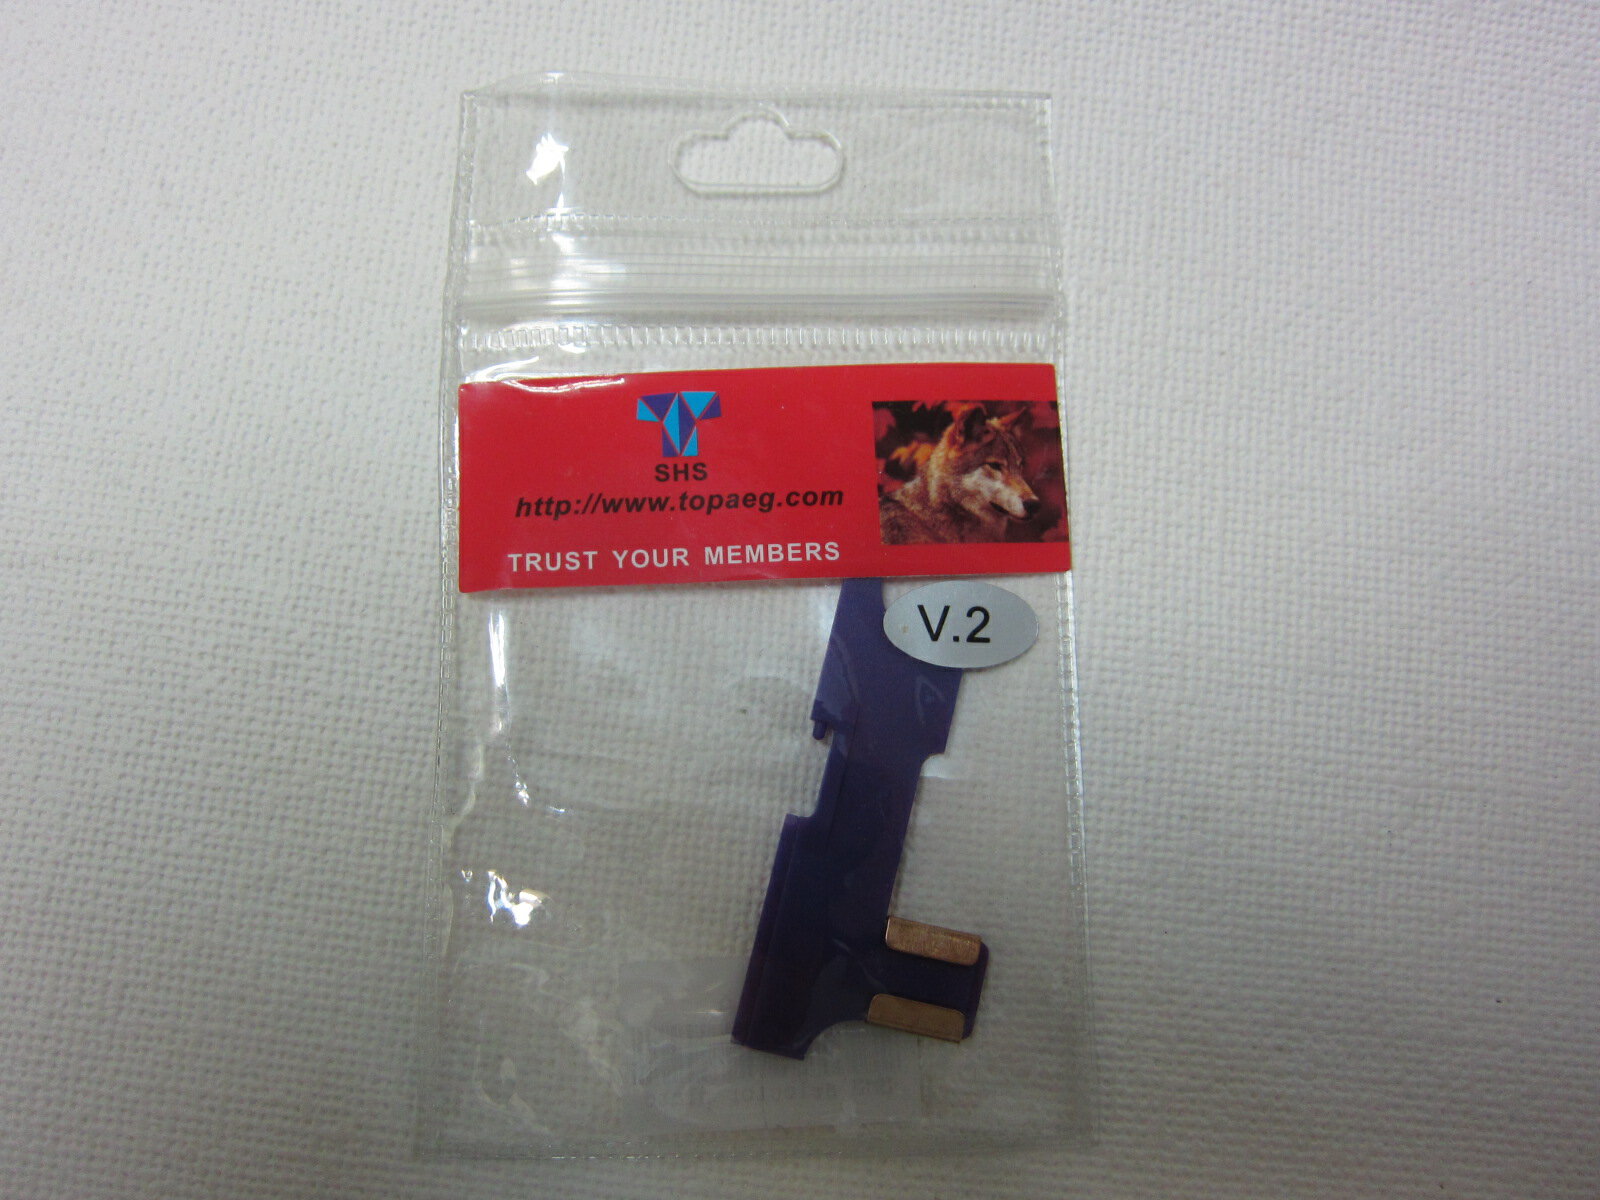 SHS
http://www.topaeg.com
TRUST YOUR MEMBERS
V.2